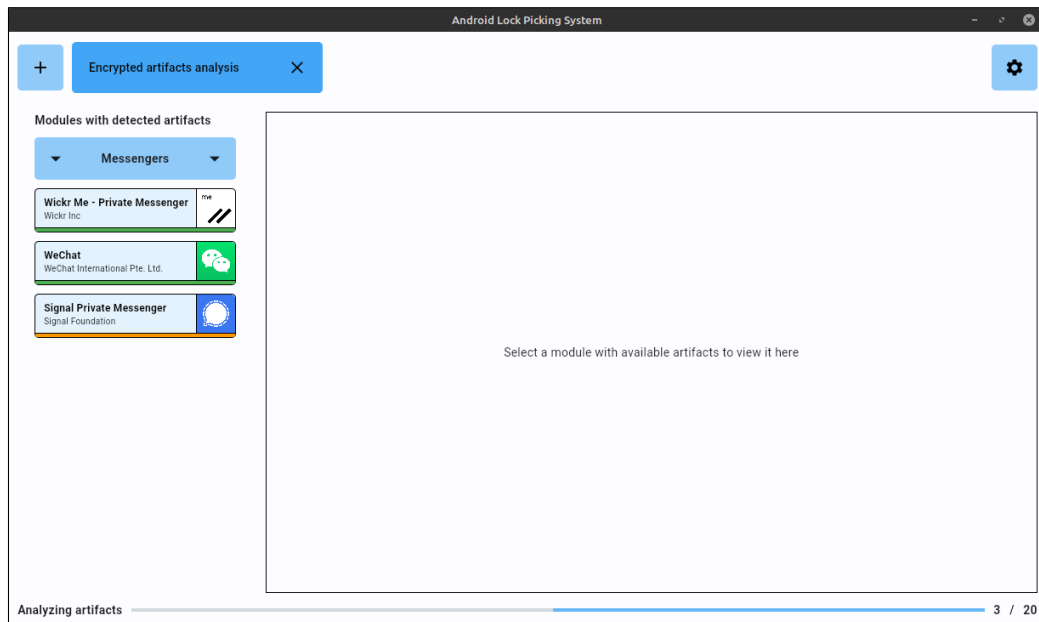 Android Lock Picking System
Encrypted artifacts analysis
Modules with detected artifacts
Messengers
Wickr Me - Private Messenger
Wickr Inc
me
WeChat
WeChat International Pte. Ltd.
Signal Private Messenger
Signal Foundation
Select a module with available artifacts to view it here
Analyzing artifacts 3 / 20